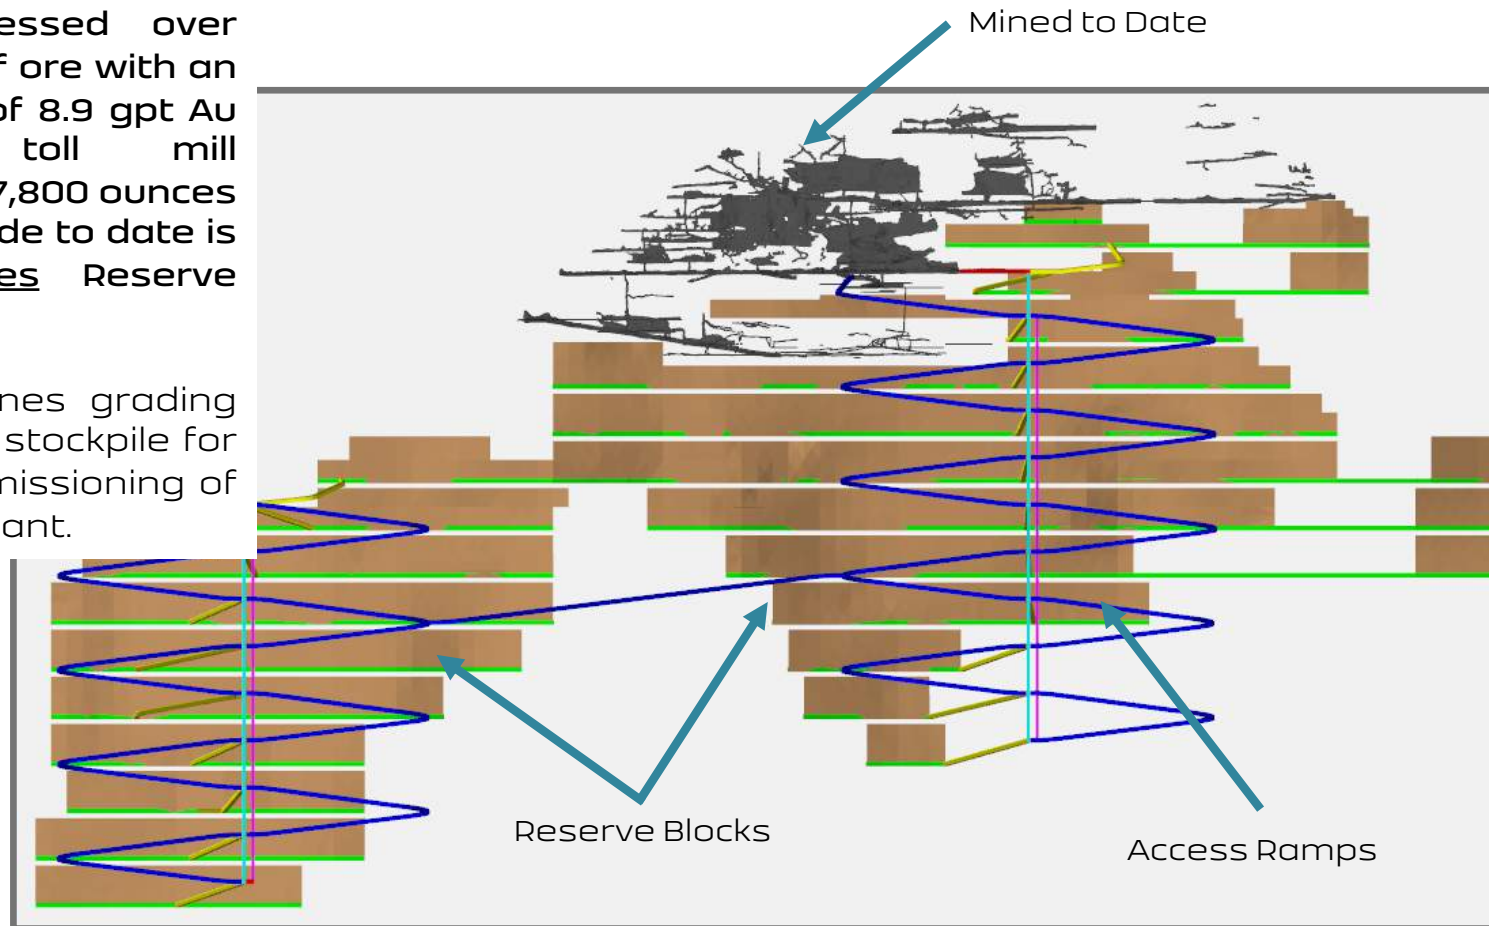 essed over
f ore with an
of 8.9 gpt Au
toll mill
7,800 ounces
de to date is
es Reserve
nes grading
stockpile for
missioning of
ant.
Mined to Date
Reserve Blocks
Access Ramps